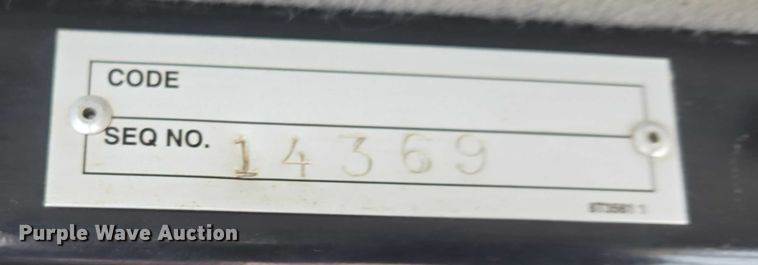 CODE
SEQ NO. 14369
Purple Wave Auction